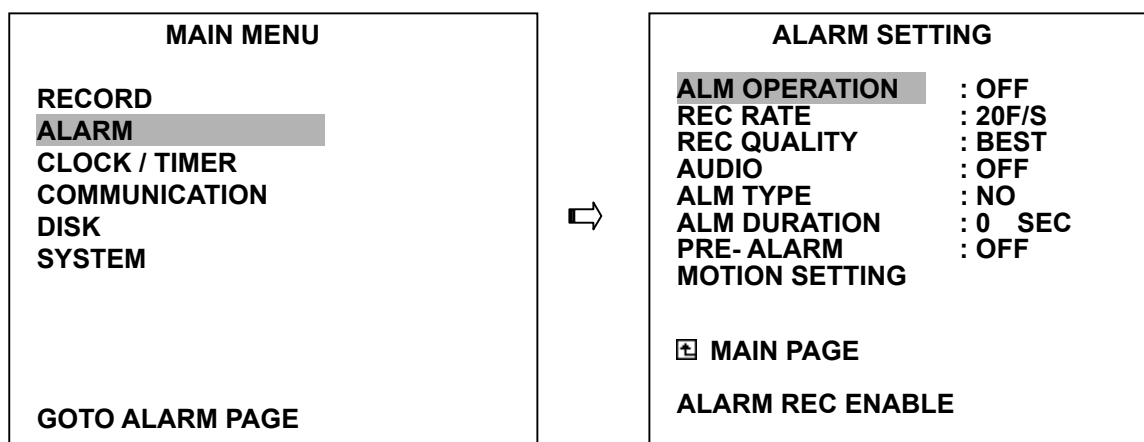 MAIN MENU
RECORD
ALARM
CLOCK / TIMER
COMMUNICATION
DISK
SYSTEM
GOTO ALARM PAGE
ALARM SETTING
ALM OPERATION : OFF
REC RATE : 20F/S
REC QUALITY : BEST
AUDIO : OFF
ALM TYPE : NO
ALM DURATION : 0 SEC
PRE- ALARM : OFF
MOTION SETTING
MAIN PAGE
ALARM REC ENABLE